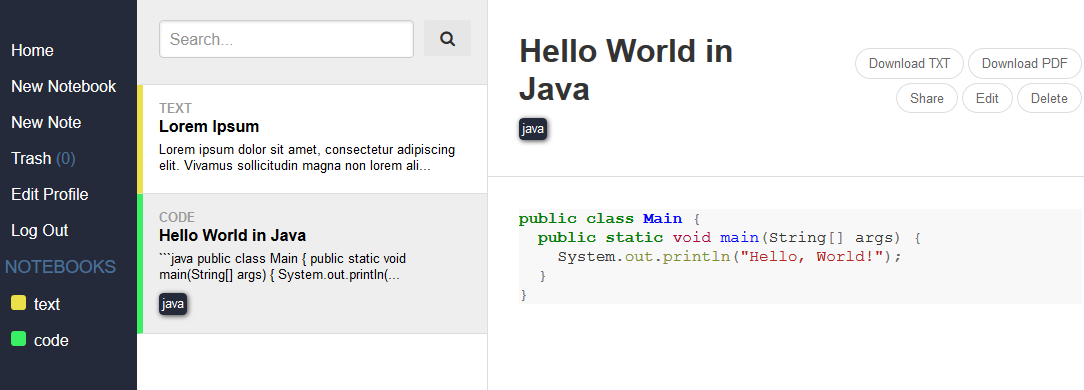 Home
New Notebook
New Note
Trash (0)
Edit Profile
Log Out
NOTEBOOKS
text
code
Search...
TEXT
Lorem Ipsum
Lorem ipsum dolor sit amet, consectetur adipiscing
elit. Vivamus sollicitudin magna non lorem ali...
CODE
Hello World in Java
```java public class Main { public static void
main(String[] args) { System.out.println(...
java
Hello World in
Java
java
Download TXT
Download PDF
Share
Edit
Delete
public class Main {
  public static void main(String[] args) {
    System.out.println("Hello, World!");
  }
}